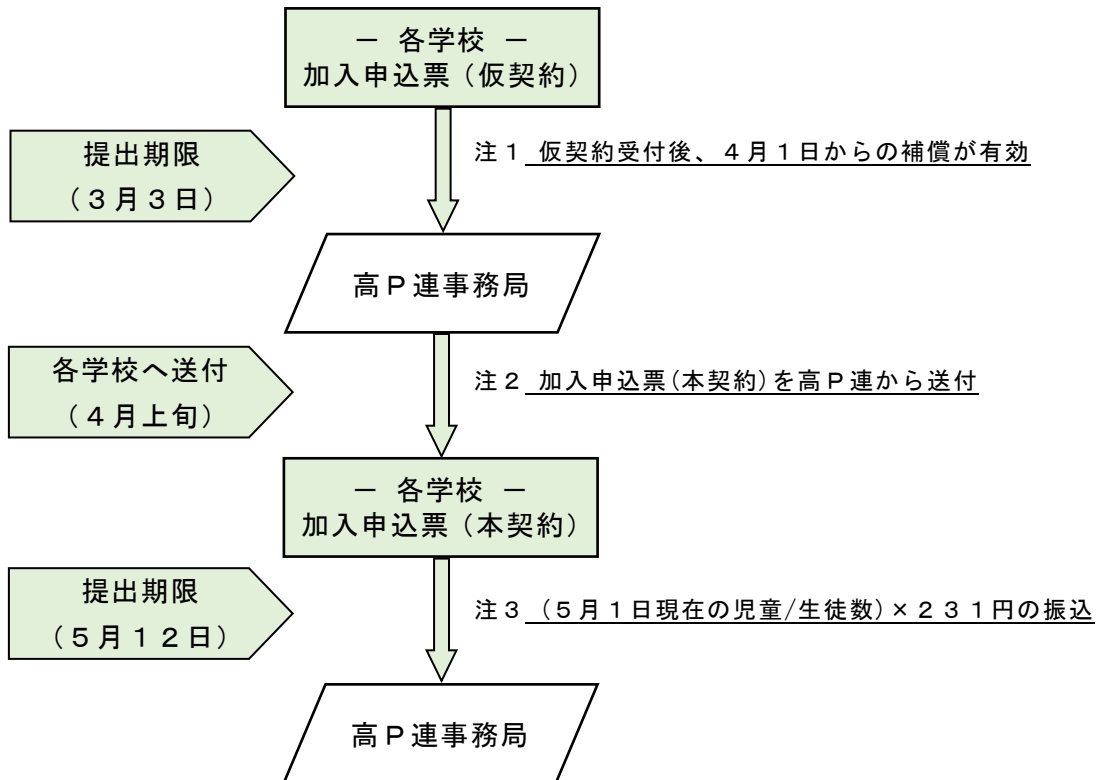 － 各学校 －
加入申込票（仮契約）
提出期限
（３月３日）
注１ 仮契約受付後、４月１日からの補償が有効
高Ｐ連事務局
各学校へ送付
（４月上旬）
注２ 加入申込票(本契約)を高Ｐ連から送付
－ 各学校 －
加入申込票（本契約）
提出期限
（５月１２日）
注３ （５月１日現在の児童/生徒数）×２３１円の振込
高Ｐ連事務局